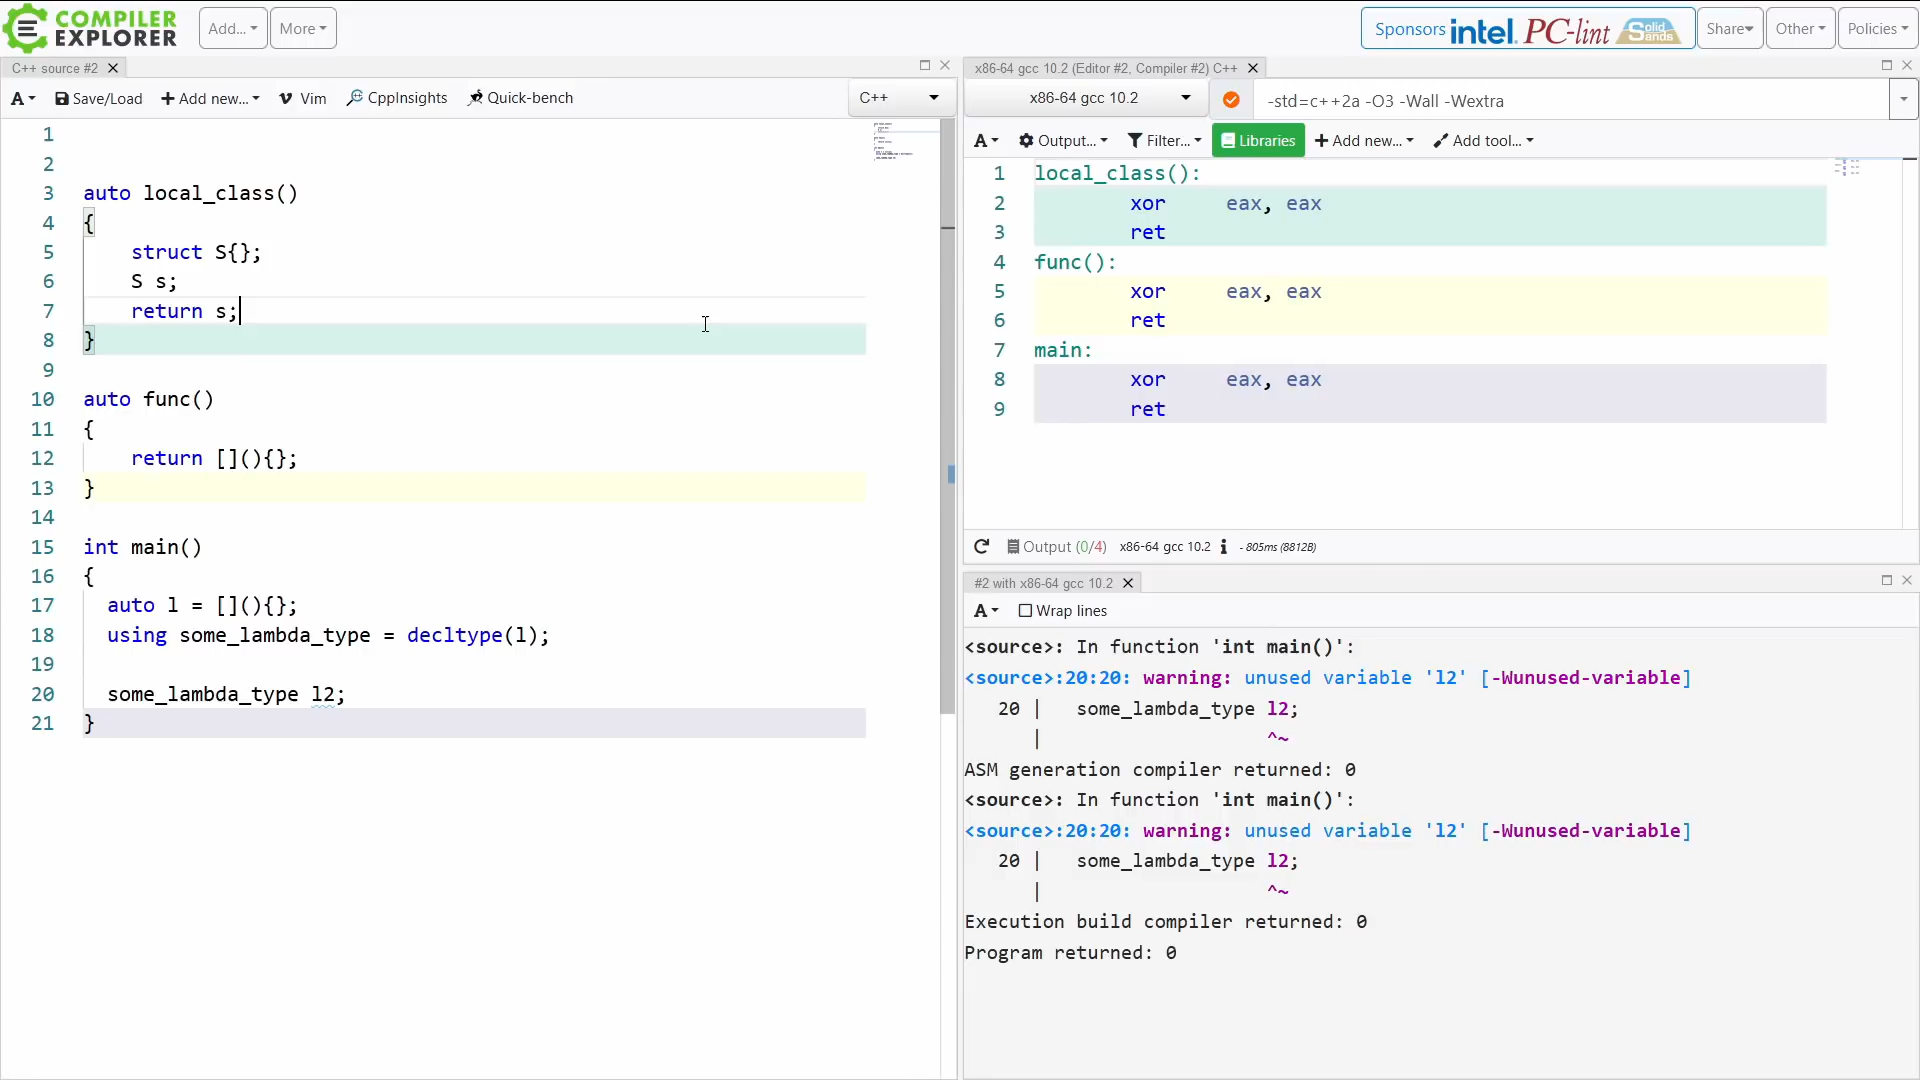 COMPILER
EXPLORER
Add...
More
Sponsors intel. PC-lint Solid Sands
Share
Other
Policies
C++ source #2
A
Save/Load
Add new...
Vim
CppInsights
Quick-bench
C++
1
2
3 auto local_class()
4 {
5 struct S{};
6 S s;
7 return s;
8 }
9
10 auto func()
11 {
12 return [](){};
13 }
14
15 int main()
16 {
17 auto l = [](){};
18 using some_lambda_type = decltype(l);
19
20 some_lambda_type l2;
21 }
x86-64 gcc 10.2 (Editor #2, Compiler #2) C++
x86-64 gcc 10.2
-std=c++2a -O3 -Wall -Wextra
A
Output...
Filter...
Libraries
Add new...
Add tool...
1 local_class():
2 xor eax, eax
3 ret
4 func():
5 xor eax, eax
6 ret
7 main:
8 xor eax, eax
9 ret
Output (0/4) x86-64 gcc 10.2 i - 805ms (8812B)
#2 with x86-64 gcc 10.2
A
Wrap lines
<source>: In function 'int main()':
<source>:20:20: warning: unused variable 'l2' [-Wunused-variable]
20 | some_lambda_type l2;
| ^~
ASM generation compiler returned: 0
<source>: In function 'int main()':
<source>:20:20: warning: unused variable 'l2' [-Wunused-variable]
20 | some_lambda_type l2;
| ^~
Execution build compiler returned: 0
Program returned: 0